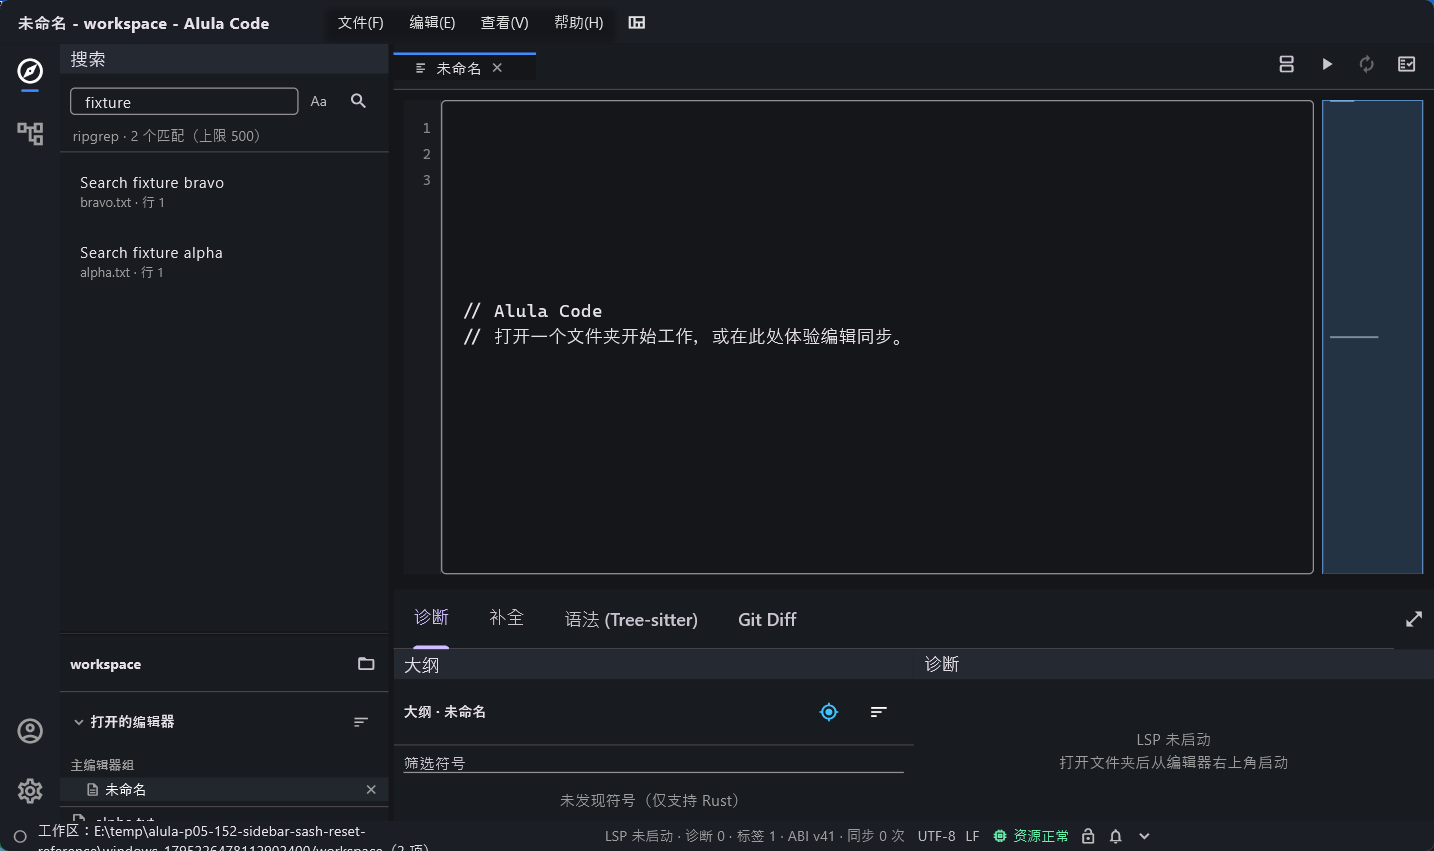 未命名 - workspace - Alula Code
文件(F)
编辑(E)
查看(V)
帮助(H)
搜索
fixture
Aa
ripgrep · 2 个匹配（上限 500）
Search fixture bravo
bravo.txt · 行 1
Search fixture alpha
alpha.txt · 行 1
workspace
打开的编辑器
主编辑器组
未命名
alpha.txt
未命名
1
2
3
// Alula Code
// 打开一个文件夹开始工作，或在此处体验编辑同步。
诊断
补全
语法 (Tree-sitter)
Git Diff
大纲
大纲 · 未命名
筛选符号
未发现符号（仅支持 Rust）
诊断
LSP 未启动
打开文件夹后从编辑器右上角启动
工作区：E:\temp\alula-p05-152-sidebar-sash-reset-
reference\windows-1795226478112902400/workspace（2 项）
LSP 未启动 · 诊断 0 · 标签 1 · ABI v41 · 同步 0 次
UTF-8
LF
资源正常